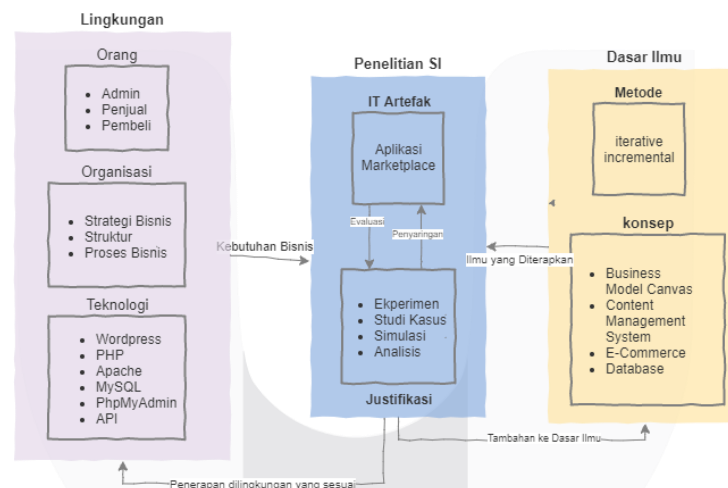 Lingkungan
Orang
Admin
Penjual
Pembeli
Organisasi
Strategi Bisnis
Struktur
Proses Bisnis
Teknologi
Wordpress
PHP
Apache
MySQL
PhpMyAdmin
API
Kebutuhan Bisnis
Penelitian SI
IT Artefak
Aplikasi
Marketplace
Evaluasi
Penyaringan
Ekperimen
Studi Kasus
Simulasi
Analisis
Justifikasi
Ilmu yang Diterapkan
Dasar Ilmu
Metode
iterative
incremental
konsep
Business
Model Canvas
Content
Management
System
E-Commerce
Database
Tambahan ke Dasar Ilmu
Penerapan dilingkungan yang sesuai